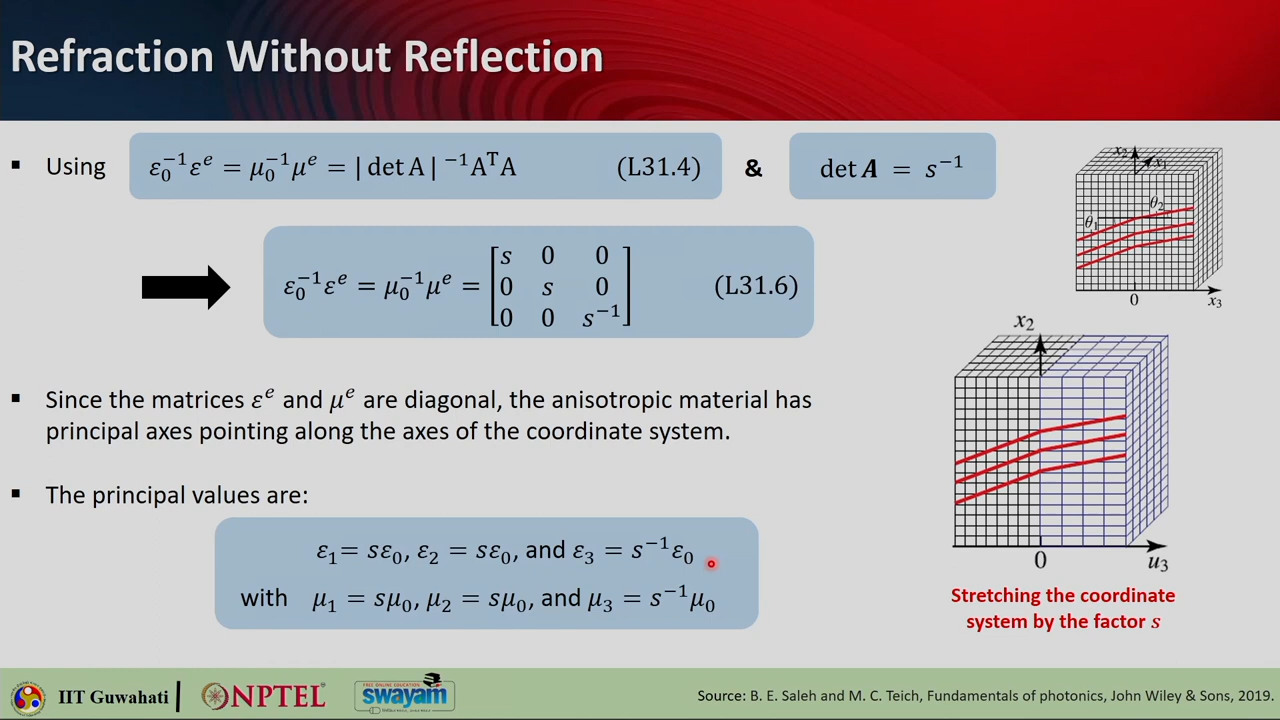 Refraction Without Reflection
▪ Using ε₀⁻¹εᵉ = μ₀⁻¹μᵉ = | det A | ⁻¹AᵀA (L31.4) & det A = s⁻¹
x₂
x₁
θ₂
θ₁
0
x₃
ε₀⁻¹εᵉ = μ₀⁻¹μᵉ = [s 0 0
0 s 0
0 0 s⁻¹] (L31.6)
▪ Since the matrices εᵉ and μᵉ are diagonal, the anisotropic material has
principal axes pointing along the axes of the coordinate system.
▪ The principal values are:
ε₁= sε₀, ε₂ = sε₀, and ε₃ = s⁻¹ε₀
with μ₁ = sμ₀, μ₂ = sμ₀, and μ₃ = s⁻¹μ₀
x₂
0
u₃
Stretching the coordinate
system by the factor s
IIT Guwahati
NPTEL
FREE ONLINE EDUCATION
swayam
Source: B. E. Saleh and M. C. Teich, Fundamentals of photonics, John Wiley & Sons, 2019.